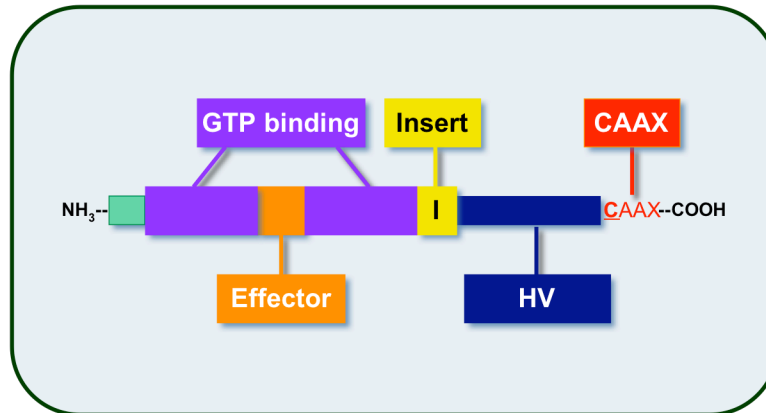 GTP binding
Insert
CAAX
NH₃--
I
CAAX--COOH
Effector
HV